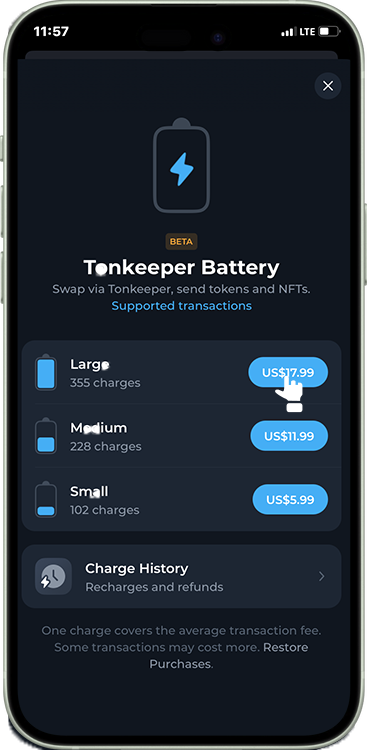 11:57
LTE
BETA
Tonkeeper Battery
Swap via Tonkeeper, send tokens and NFTs.
Supported transactions
Large
355 charges
US$17.99
Medium
228 charges
US$11.99
Small
102 charges
US$5.99
Charge History
Recharges and refunds
One charge covers the average transaction fee.
Some transactions may cost more. Restore
Purchases.